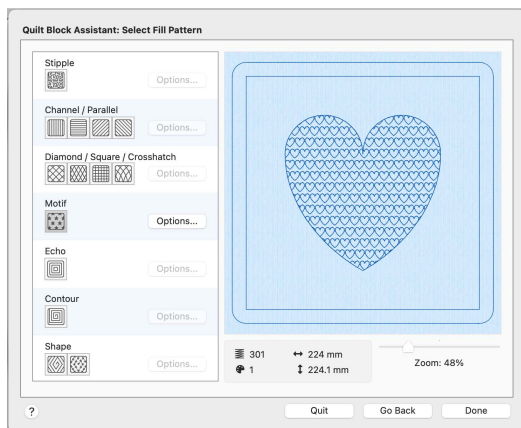 Quilt Block Assistant: Select Fill Pattern
Stipple
Options...
Channel / Parallel
Options...
Diamond / Square / Crosshatch
Options...
Motif
Options...
Echo
Options...
Contour
Options...
Shape
Options...
301 224 mm
1 224.1 mm
Zoom: 48%
? Quit Go Back Done